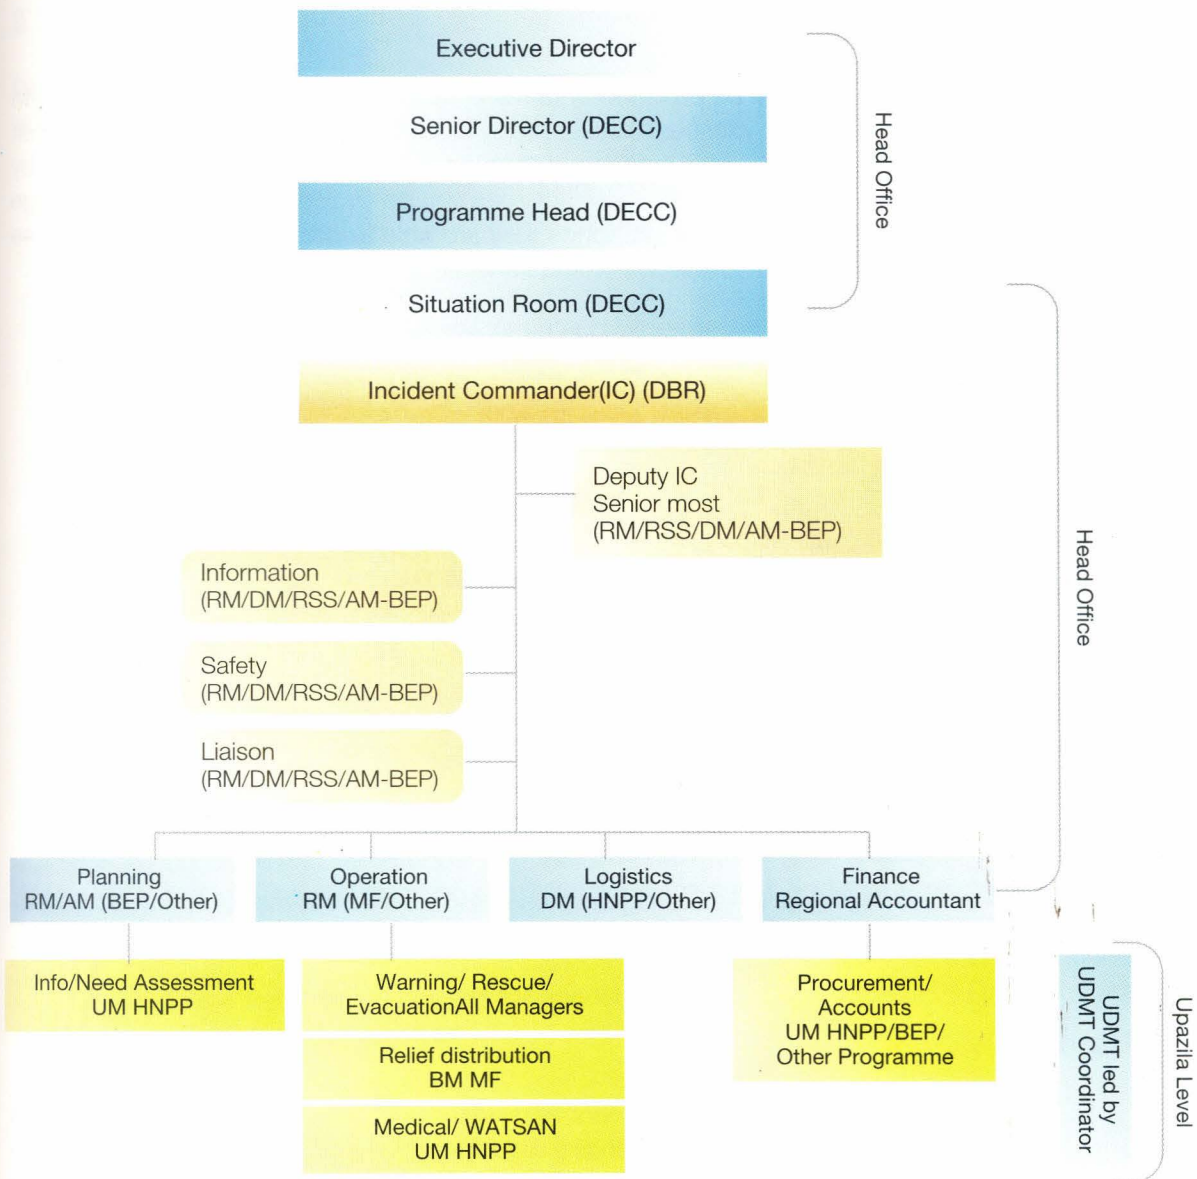 Executive Director
Senior Director (DECC)
Programme Head (DECC)
Situation Room (DECC)
Head Office
Incident Commander(IC) (DBR)
Deputy IC
Senior most
(RM/RSS/DM/AM-BEP)
Information
(RM/DM/RSS/AM-BEP)
Safety
(RM/DM/RSS/AM-BEP)
Liaison
(RM/DM/RSS/AM-BEP)
Head Office
Planning
RM/AM (BEP/Other)
Operation
RM (MF/Other)
Logistics
DM (HNPP/Other)
Finance
Regional Accountant
Info/Need Assessment
UM HNPP
Warning/ Rescue/
EvacuationAll Managers
Relief distribution
BM MF
Medical/ WATSAN
UM HNPP
Procurement/
Accounts
UM HNPP/BEP/
Other Programme
UDMT led by
UDMT Coordinator
Upazila Level